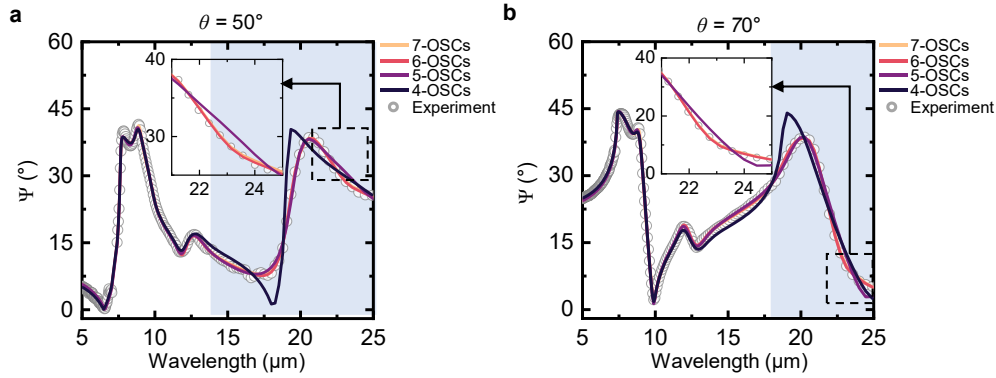 a
θ = 50°
60
45
30
15
0
Ψ (°)
5
10
15
20
25
Wavelength (μm)
40
30
22
24
7-OSCs
6-OSCs
5-OSCs
4-OSCs
Experiment
b
θ = 70°
60
45
30
15
0
Ψ (°)
5
10
15
20
25
Wavelength (μm)
40
20
0
22
24
7-OSCs
6-OSCs
5-OSCs
4-OSCs
Experiment